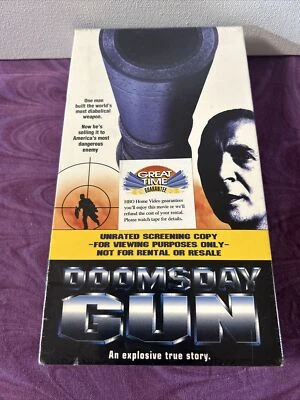 One man
built the world's
most diabolical
weapon.
Now he's
selling it to
America's most
dangerous
enemy
GREAT
TIME
GUARANTEE
HBO Home Video guarantees
you'll enjoy this movie or we'll
refund the cost of your rental.
Please watch tape for details.
UNRATED SCREENING COPY
–FOR VIEWING PURPOSES ONLY–
NOT FOR RENTAL OR RESALE
DOOM$DAY
GUN
An explosive true story.